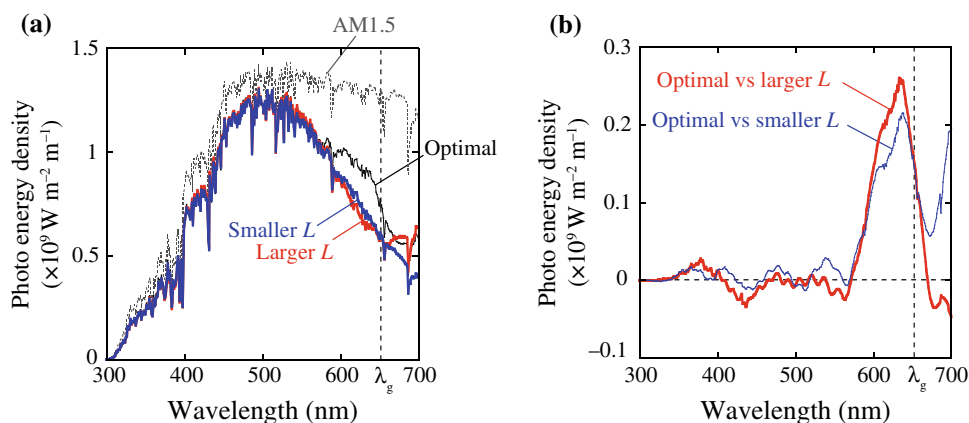 (a)
AM1.5
1.5
1
0.5
0
Photo energy density
(×10⁹ W m⁻² m⁻¹)
Optimal
Smaller L
Larger L
300 400 500 600 λg 700
Wavelength (nm)
(b)
0.3
0.2
0.1
0
−0.1
Photo energy density
(×10⁹ W m⁻² m⁻¹)
Optimal vs larger L
Optimal vs smaller L
300 400 500 600 λg 700
Wavelength (nm)